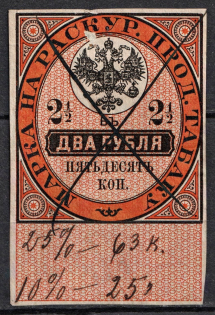 МАРКА НА РАСКУР. ПРОД. ТАБАКУ
2½ въ 2½
ДВА РУБЛЯ
ПЯТЬДЕСЯТЪ
КОП.
25% — 63 к.
10% — 25